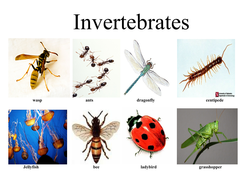 Invertebrates
wasp ants dragonfly centipede
Jellyfish bee ladybird grasshopper